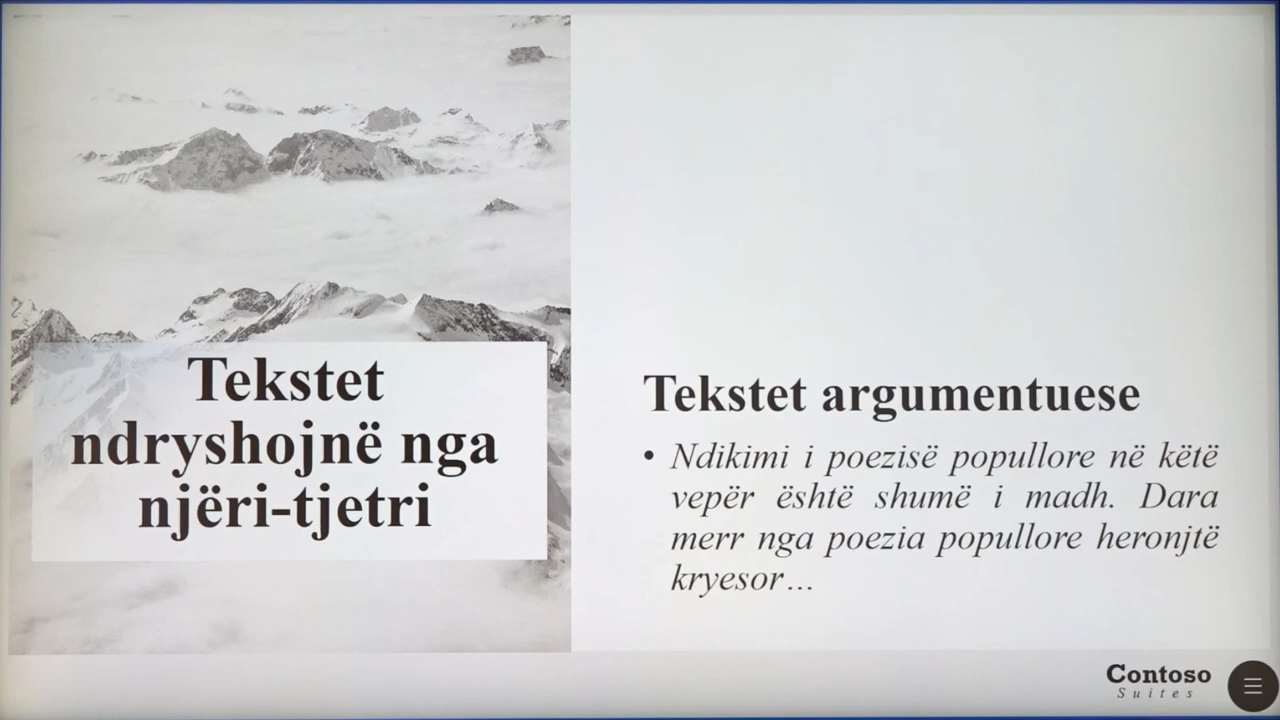 Tekstet
ndryshojnë nga
njëri-tjetri
Tekstet argumentuese
• Ndikimi i poezisë popullore në këtë
vepër është shumë i madh. Dara
merr nga poezia popullore heronjtë
kryesor…
Contoso
Suites